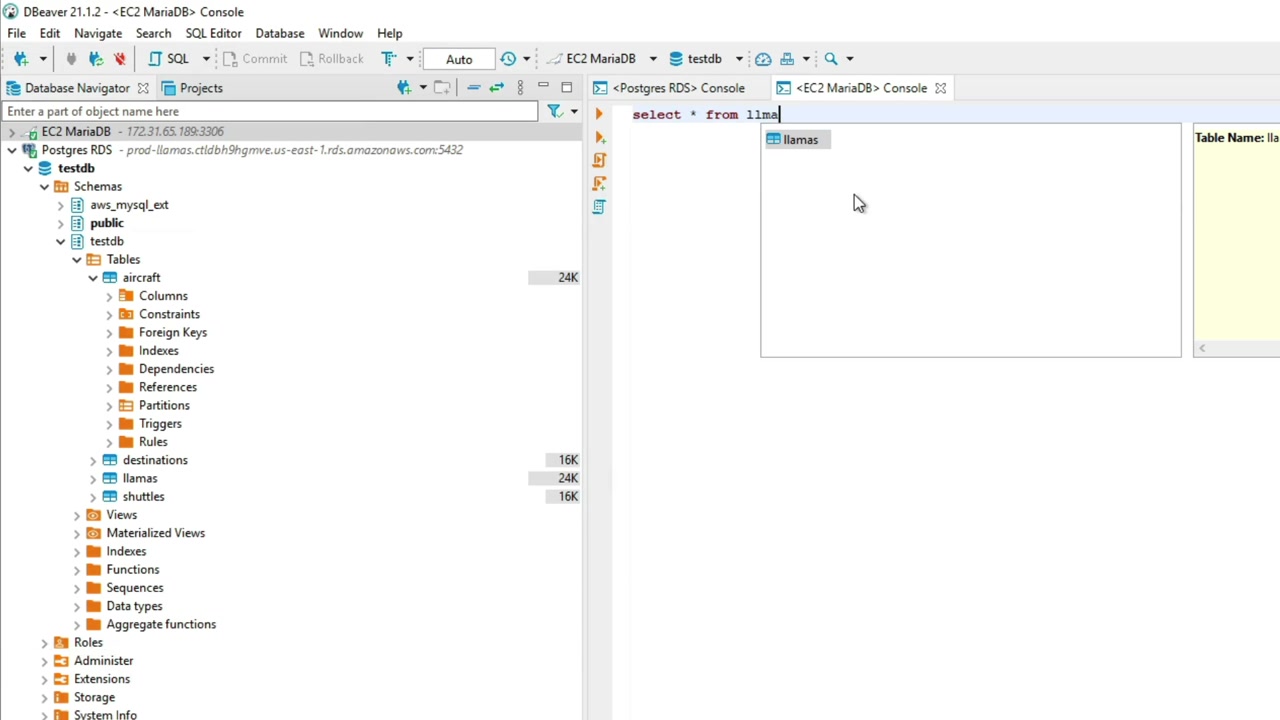 DBeaver 21.1.2 - <EC2 MariaDB> Console
File Edit Navigate Search SQL Editor Database Window Help
SQL Commit Rollback Auto EC2 MariaDB testdb
Database Navigator Projects <Postgres RDS> Console <EC2 MariaDB> Console
Enter a part of object name here
select * from llma
EC2 MariaDB - 172.31.65.189:3306
llamas
Table Name: lla
Postgres RDS - prod-llamas.ctldbh9hgmve.us-east-1.rds.amazonaws.com:5432
testdb
Schemas
aws_mysql_ext
public
testdb
Tables
aircraft 24K
Columns
Constraints
Foreign Keys
Indexes
Dependencies
References
Partitions
Triggers
Rules
destinations 16K
llamas 24K
shuttles 16K
Views
Materialized Views
Indexes
Functions
Sequences
Data types
Aggregate functions
Roles
Administer
Extensions
Storage
System Info